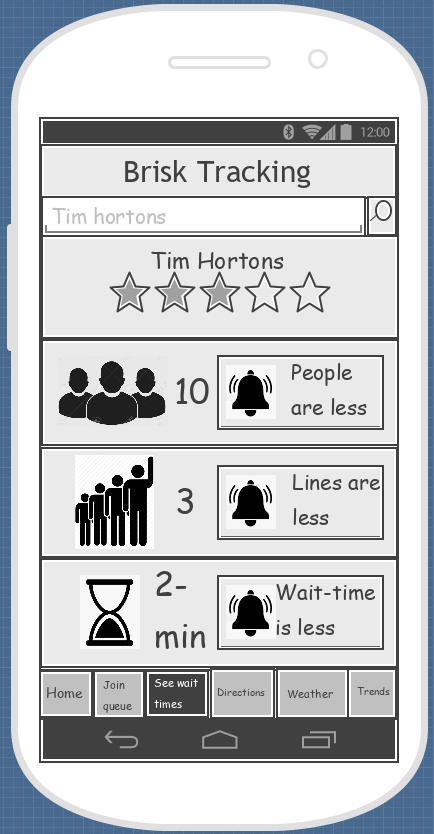 12:00
Brisk Tracking
Tim hortons
Tim Hortons
10
People
are less
3
Lines are
less
2-
min
Wait-time
is less
Home
Join
queue
See wait
times
Directions
Weather
Trends